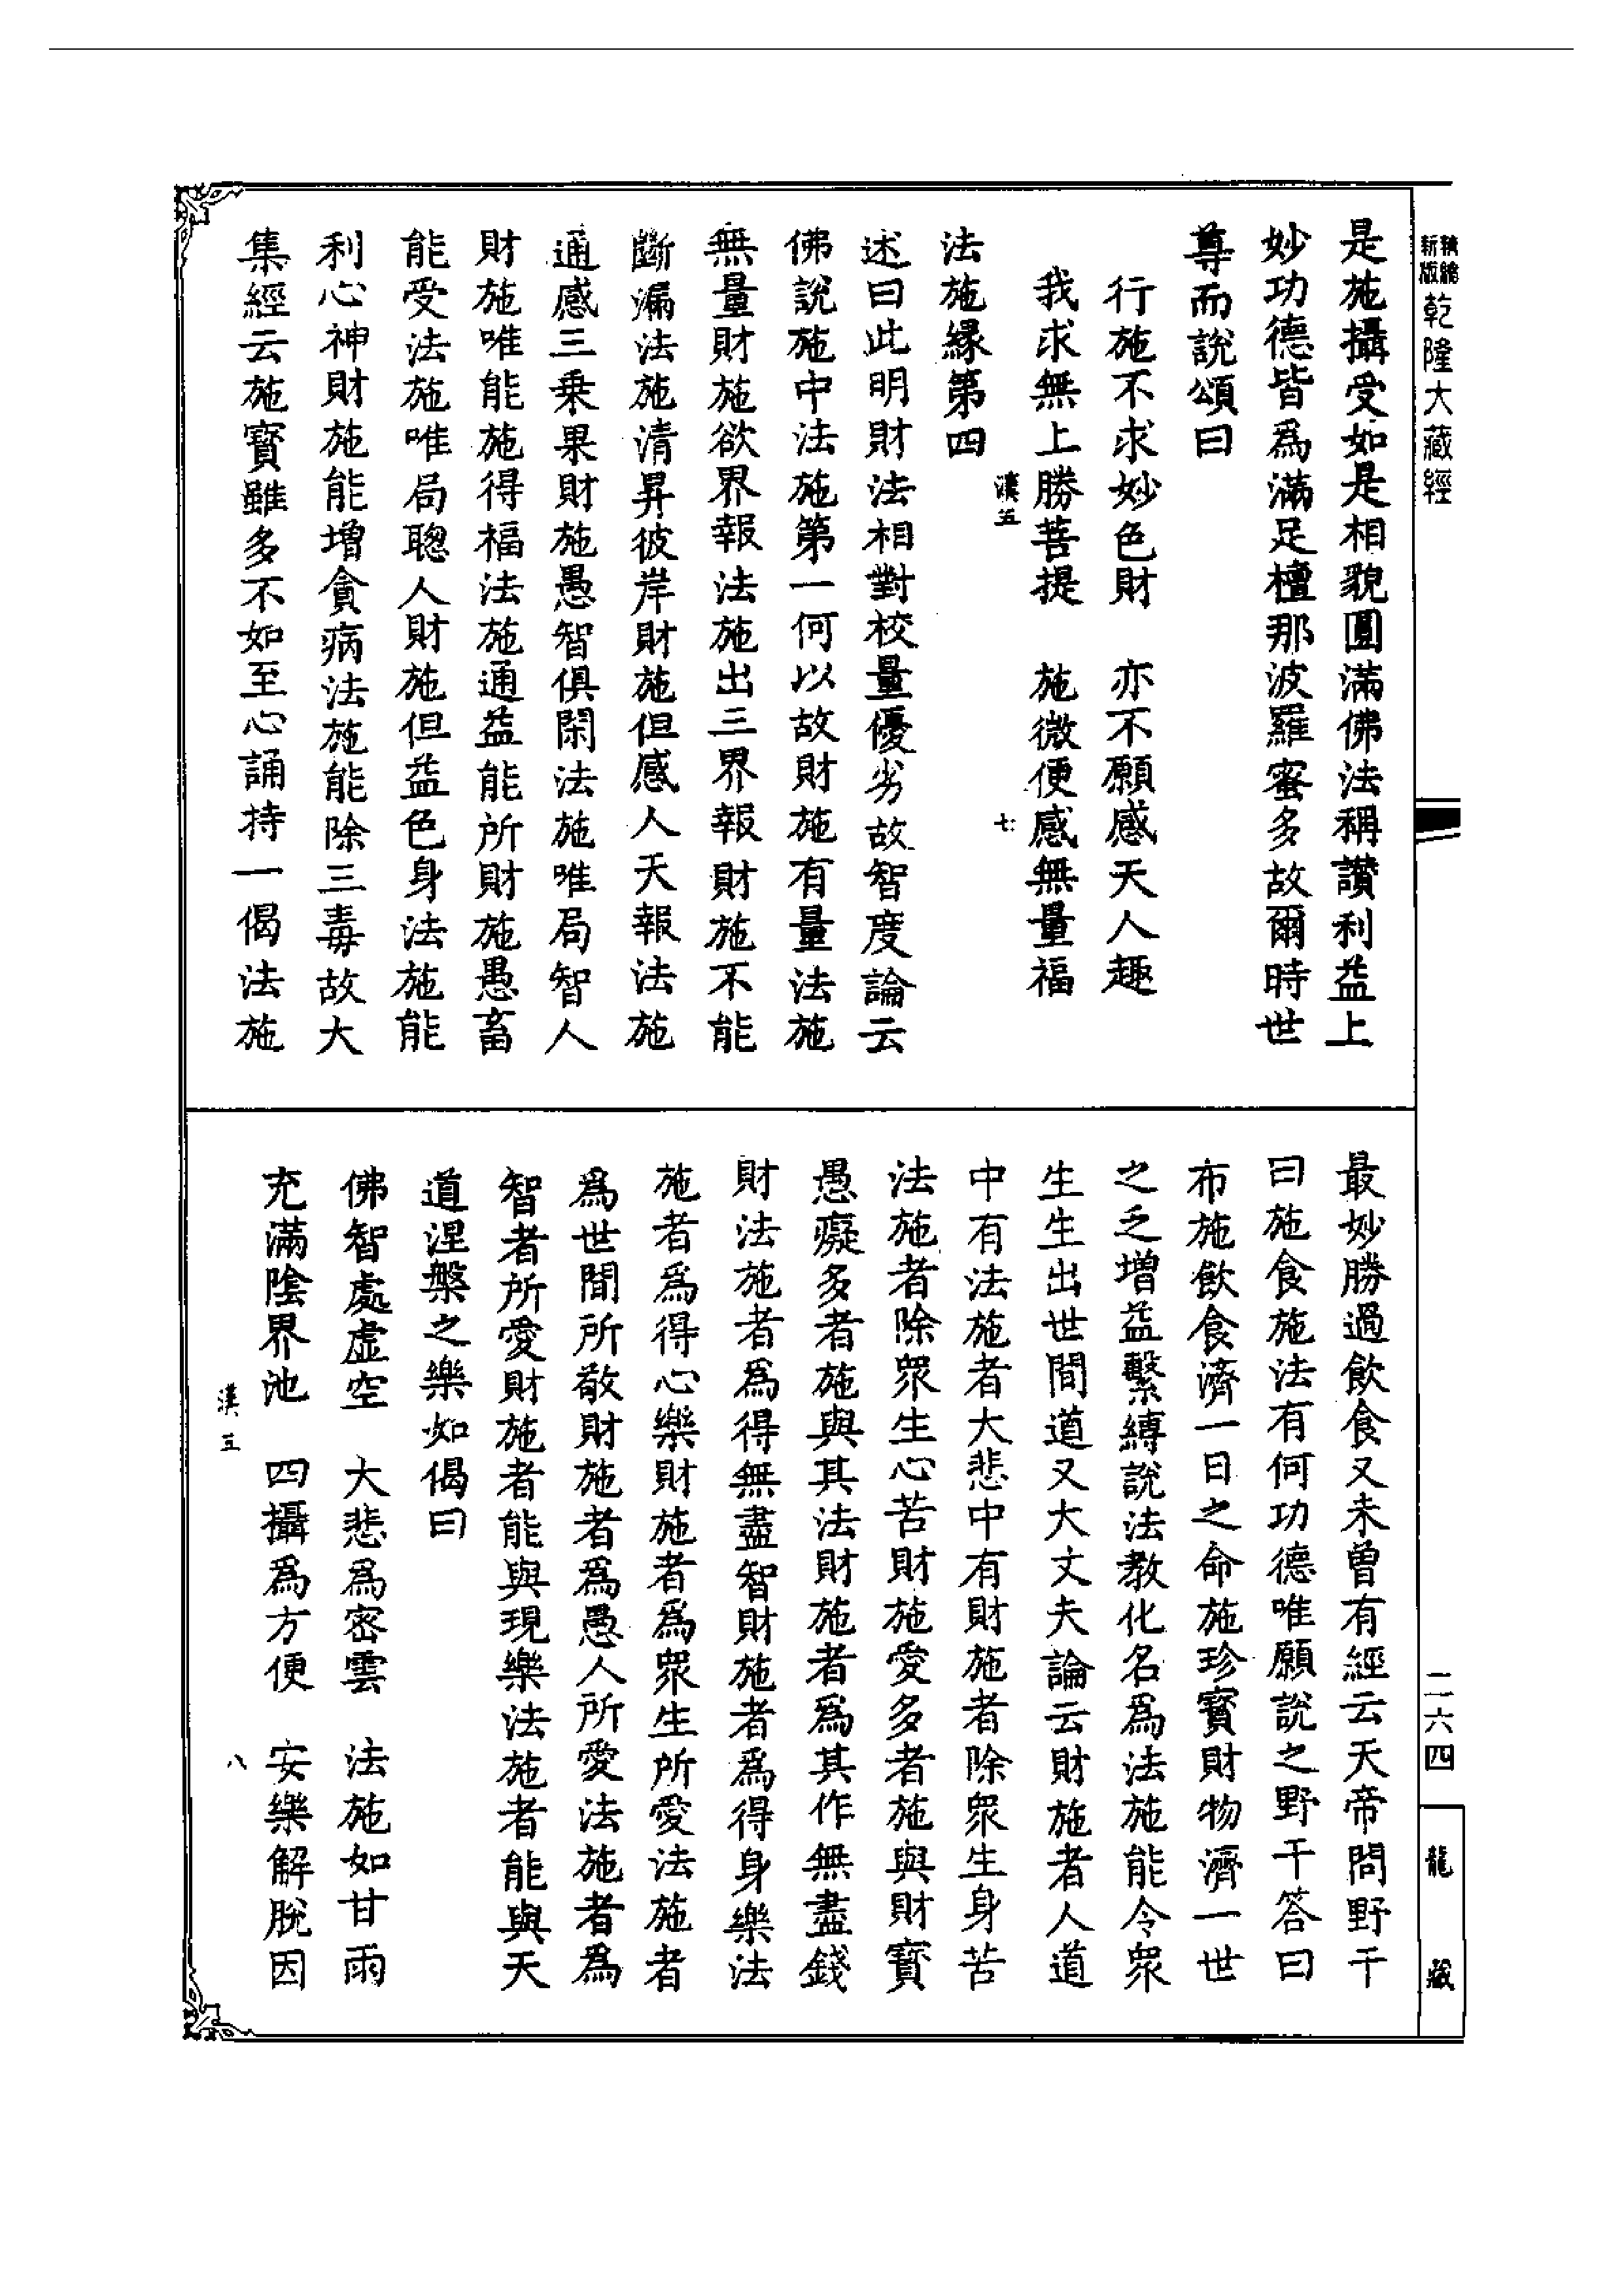 新編縮版乾隆大藏經
是施攝受如是相貌圓滿佛法稱讚利益上
妙功德皆爲滿足檀那波羅蜜多故爾時世
尊而說頌曰
行施不求妙色財　亦不願感天人趣
我求無上勝菩提　施微便感無量福
漢五　七
法施緣第四
述曰此明財法相對校量優劣故智度論云
佛說施中法施第一何以故財施有量法施
無量財施欲界報法施出三界報財施不能
斷漏法施清昇彼岸財施但感人天報法施
通感三乘果財施愚智俱閑法施唯局智人
財施唯能施得福法施通益能所財施愚畜
能受法施唯局聰人財施但益色身法施能
利心神財施能增貪病法施能除三毒故大
集經云施寶雖多不如至心誦持一偈法施
最妙勝過飲食又未曾有經云天帝問野干
曰施食施法有何功德唯願說之野干答曰
布施飲食濟一日之命施珍寶財物濟一世
之乏增益繫縛說法教化名爲法施能令眾
生生出世間道又大丈夫論云財施者人道
中有法施者大悲中有財施者除眾生身苦
法施者除眾生心苦財施愛多者施與財寶
愚癡多者施與其法財施者爲其作無盡錢
財法施者爲得無盡智財施者爲得身樂法
施者爲得心樂財施者爲眾生所愛法施者
爲世間所敬財施者爲愚人所愛法施者爲
智者所愛財施者能與現樂法施者能與天
道涅槃之樂如偈曰
佛智處虛空　大悲爲密雲　法施如甘雨
充滿陰界池　四攝爲方便　安樂解脫因
漢五　八
二六四
龍藏